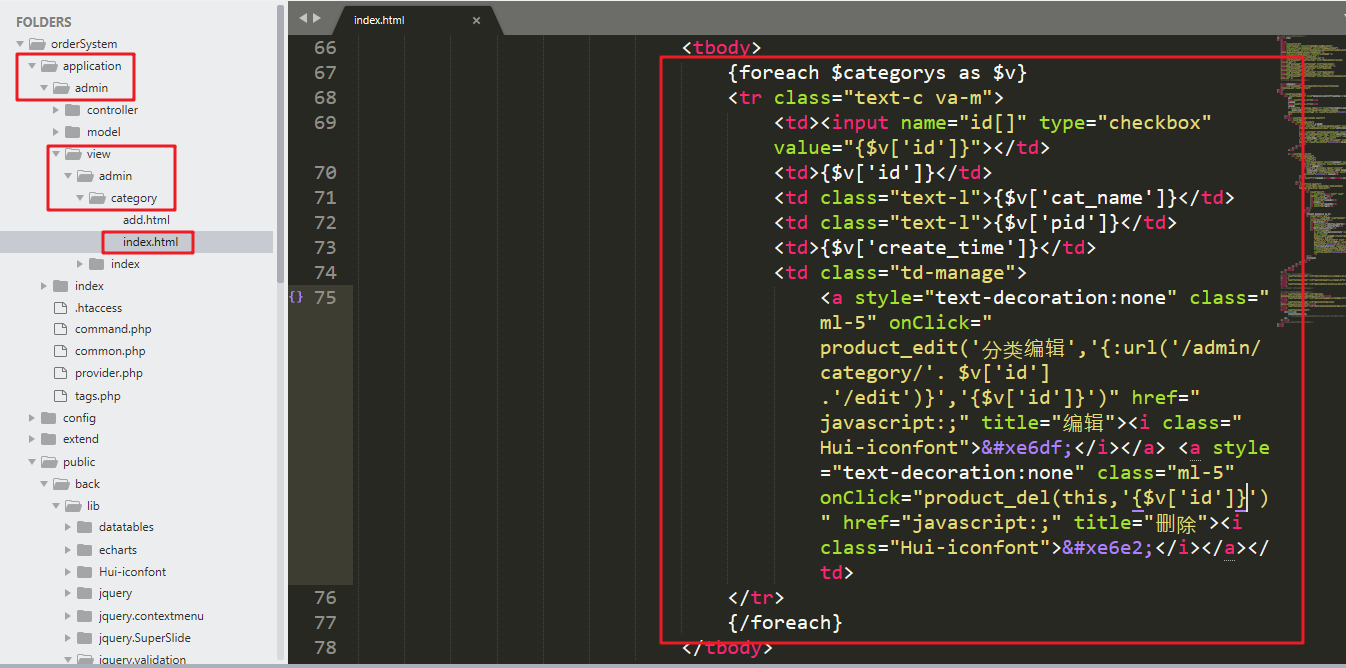 FOLDERS
orderSystem
application
admin
controller
model
view
admin
category
add.html
index.html
index
index
.htaccess
command.php
common.php
provider.php
tags.php
config
extend
public
back
lib
datatables
echarts
Hui-iconfont
jquery
jquery.contextmenu
jquery.SuperSlide
jquery.validation
index.html ×
66 <tbody>
67 {foreach $categorys as $v}
68 <tr class="text-c va-m">
69 <td><input name="id[]" type="checkbox"
value="{$v['id']}"></td>
70 <td>{$v['id']}</td>
71 <td class="text-l">{$v['cat_name']}</td>
72 <td class="text-l">{$v['pid']}</td>
73 <td>{$v['create_time']}</td>
74 <td class="td-manage">
{} 75 <a style="text-decoration:none" class="
ml-5" onClick="
product_edit('分类编辑','{:url('/admin/
category/'. $v['id']
.'/edit')}','{$v['id']}')" href="
javascript:;" title="编辑"><i class="
Hui-iconfont">&#xe6df;</i></a> <a style
="text-decoration:none" class="ml-5"
onClick="product_del(this,'{$v['id']}')
" href="javascript:;" title="删除"><i
class="Hui-iconfont">&#xe6e2;</i></a></
td>
76 </tr>
77 {/foreach}
78 </tbody>